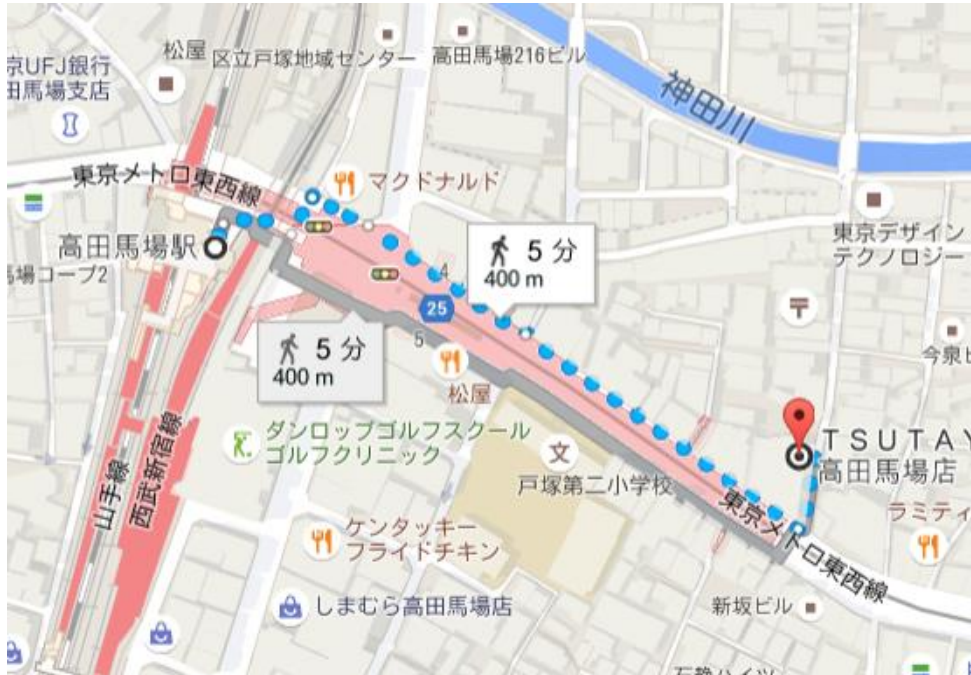 松屋
区立戸塚地域センター
高田馬場216ビル
京UFJ銀行
田馬場支店
神田川
東京メトロ東西線
マクドナルド
高田馬場駅
馬場コープ2
5 分
400 m
東京デザイン
テクノロジー
4
25
5
5 分
400 m
松屋
今泉ビ
ダンロップゴルフスクール
ゴルフクリニック
文
戸塚第二小学校
TSUTAY
高田馬場店
山手線
西武新宿線
東京メトロ東西線
ラミティ
ケンタッキー
フライドチキン
しまむら高田馬場店
新坂ビル